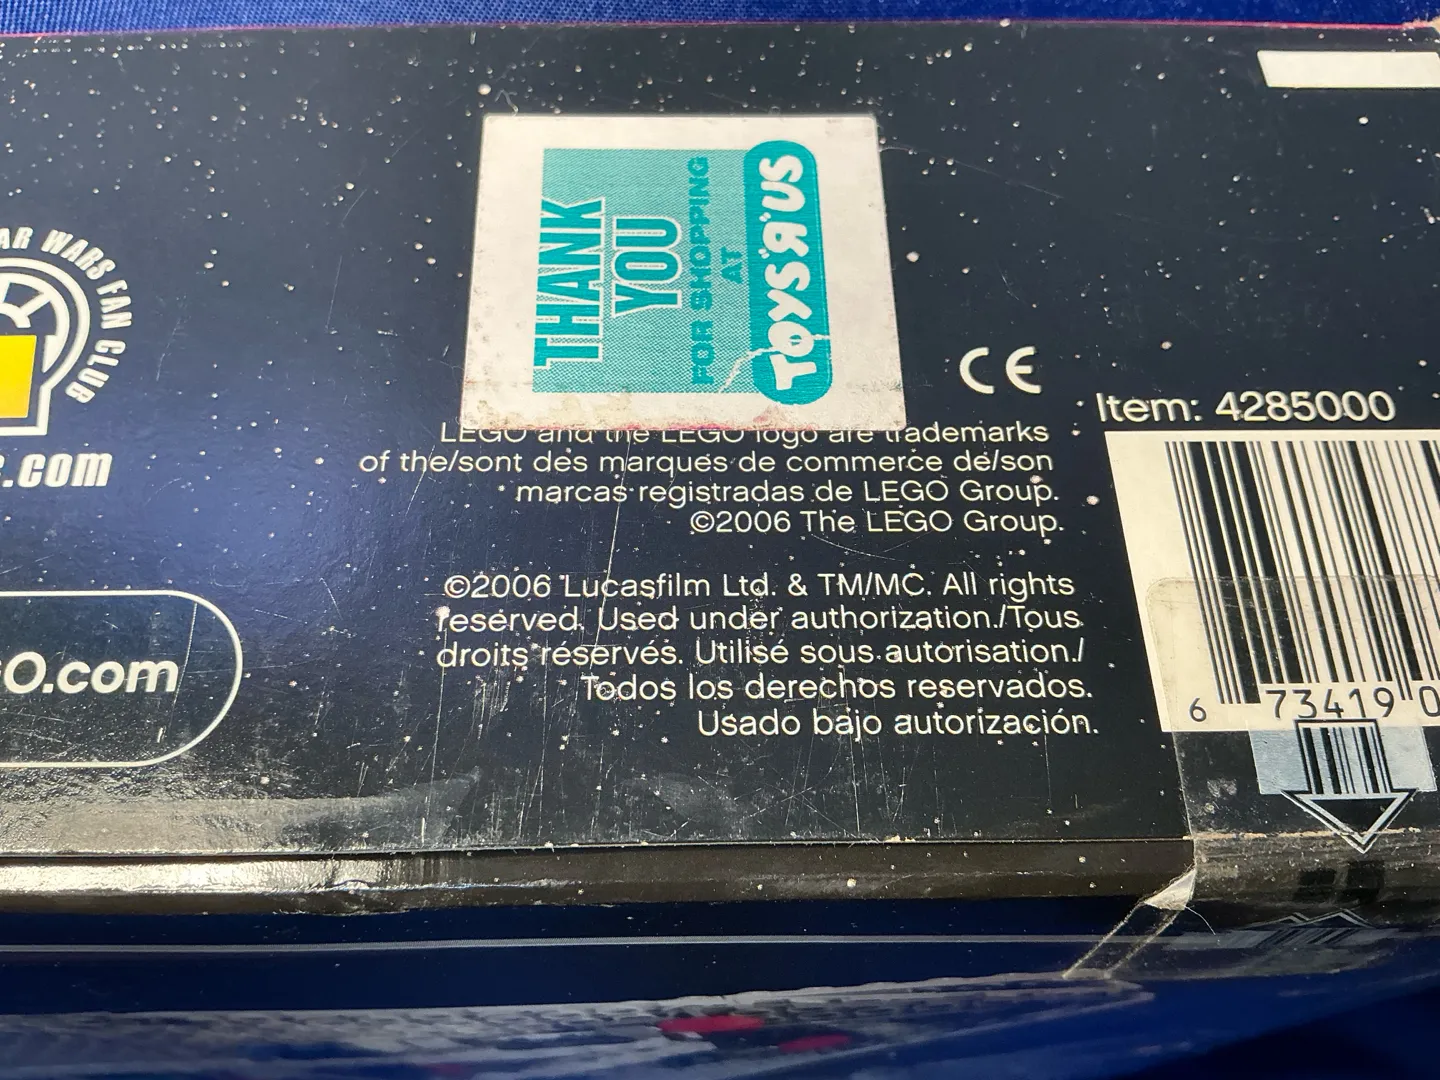 THANK
YOU
FOR SHOPPING
AT
TOYS"R"US
AR WARS FAN CLUB
.com
CE
Item: 4285000
LEGO and the LEGO logo are trademarks
of the/sont des marques de commerce de/son
marcas registradas de LEGO Group.
©2006 The LEGO Group.
©2006 Lucasfilm Ltd. & TM/MC. All rights
reserved. Used under authorization./Tous
droits réservés. Utilisé sous autorisation./
Todos los derechos reservados.
Usado bajo autorización.
GO.com
6 73419 0